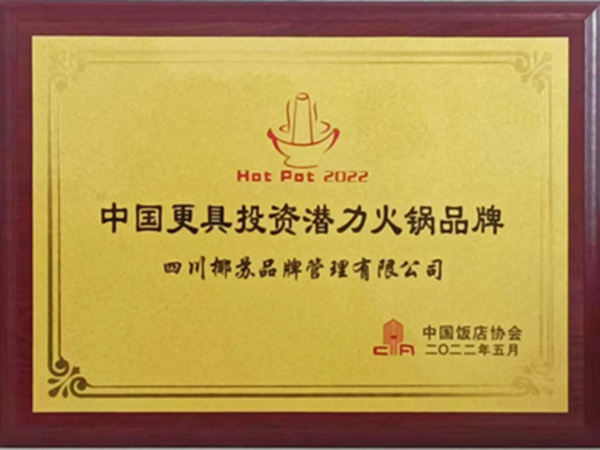 Hot Pot 2022
中国更具投资潜力火锅品牌
四川椰苏品牌管理有限公司
CHA
中国饭店协会
二〇二二年五月